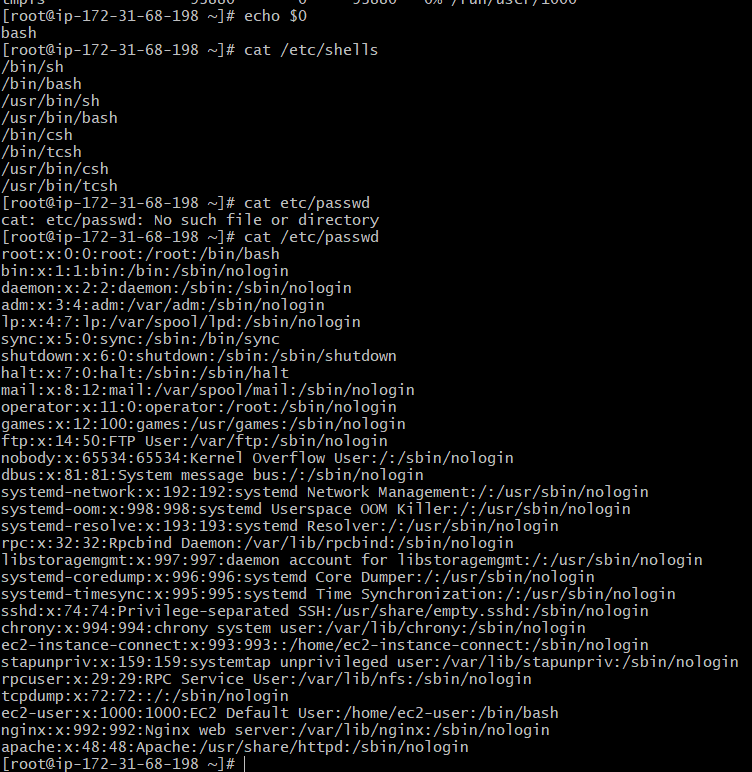 tmpfs 93880 0 93880 0% /run/user/1000
[root@ip-172-31-68-198 ~]# echo $0
bash
[root@ip-172-31-68-198 ~]# cat /etc/shells
/bin/sh
/bin/bash
/usr/bin/sh
/usr/bin/bash
/bin/csh
/bin/tcsh
/usr/bin/csh
/usr/bin/tcsh
[root@ip-172-31-68-198 ~]# cat etc/passwd
cat: etc/passwd: No such file or directory
[root@ip-172-31-68-198 ~]# cat /etc/passwd
root:x:0:0:root:/root:/bin/bash
bin:x:1:1:bin:/bin:/sbin/nologin
daemon:x:2:2:daemon:/sbin:/sbin/nologin
adm:x:3:4:adm:/var/adm:/sbin/nologin
lp:x:4:7:lp:/var/spool/lpd:/sbin/nologin
sync:x:5:0:sync:/sbin:/bin/sync
shutdown:x:6:0:shutdown:/sbin:/sbin/shutdown
halt:x:7:0:halt:/sbin:/sbin/halt
mail:x:8:12:mail:/var/spool/mail:/sbin/nologin
operator:x:11:0:operator:/root:/sbin/nologin
games:x:12:100:games:/usr/games:/sbin/nologin
ftp:x:14:50:FTP User:/var/ftp:/sbin/nologin
nobody:x:65534:65534:Kernel Overflow User:/:/sbin/nologin
dbus:x:81:81:System message bus:/:/sbin/nologin
systemd-network:x:192:192:systemd Network Management:/:/usr/sbin/nologin
systemd-oom:x:998:998:systemd Userspace OOM Killer:/:/usr/sbin/nologin
systemd-resolve:x:193:193:systemd Resolver:/:/usr/sbin/nologin
rpc:x:32:32:Rpcbind Daemon:/var/lib/rpcbind:/sbin/nologin
libstoragemgmt:x:997:997:daemon account for libstoragemgmt:/:/usr/sbin/nologin
systemd-coredump:x:996:996:systemd Core Dumper:/:/usr/sbin/nologin
systemd-timesync:x:995:995:systemd Time Synchronization:/:/usr/sbin/nologin
sshd:x:74:74:Privilege-separated SSH:/usr/share/empty.sshd:/sbin/nologin
chrony:x:994:994:chrony system user:/var/lib/chrony:/sbin/nologin
ec2-instance-connect:x:993:993::/home/ec2-instance-connect:/sbin/nologin
stapunpriv:x:159:159:systemtap unprivileged user:/var/lib/stapunpriv:/sbin/nologin
rpcuser:x:29:29:RPC Service User:/var/lib/nfs:/sbin/nologin
tcpdump:x:72:72::/:/sbin/nologin
ec2-user:x:1000:1000:EC2 Default User:/home/ec2-user:/bin/bash
nginx:x:992:992:Nginx web server:/var/lib/nginx:/sbin/nologin
apache:x:48:48:Apache:/usr/share/httpd:/sbin/nologin
[root@ip-172-31-68-198 ~]#